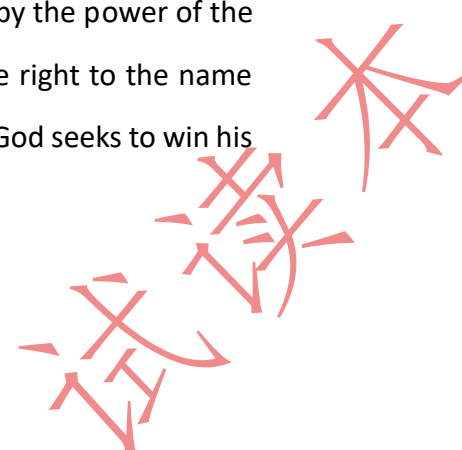 by the power of the
e right to the name
God seeks to win his
试读本